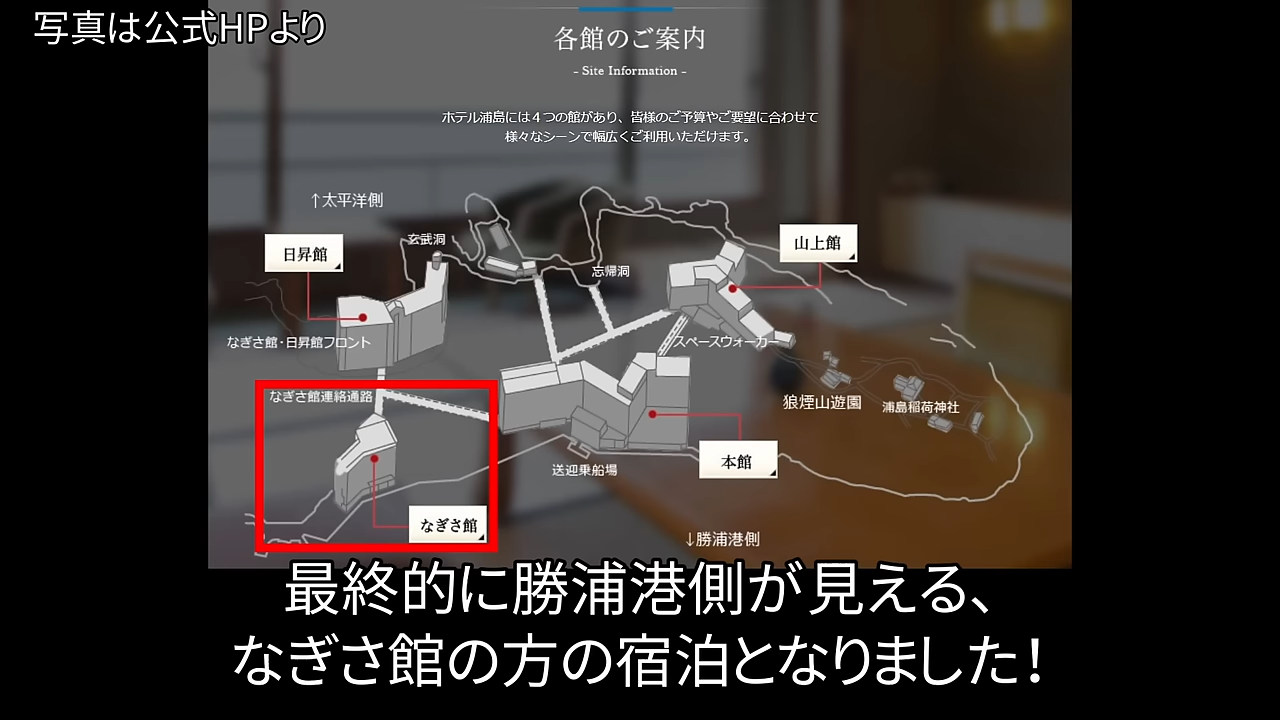 写真は公式HPより
各館のご案内
- Site Information -
ホテル浦島には４つの館があり、皆様のご予算やご要望に合わせて
様々なシーンで幅広くご利用いただけます。
↑太平洋側
玄武洞
日昇館
山上館
忘帰洞
なぎさ館・日昇館フロント
スペースウォーカー
なぎさ館連絡通路
狼煙山遊園
浦島稲荷神社
本館
送迎乗船場
なぎさ館
↓勝浦港側
最終的に勝浦港側が見える、
なぎさ館の方の宿泊となりました！